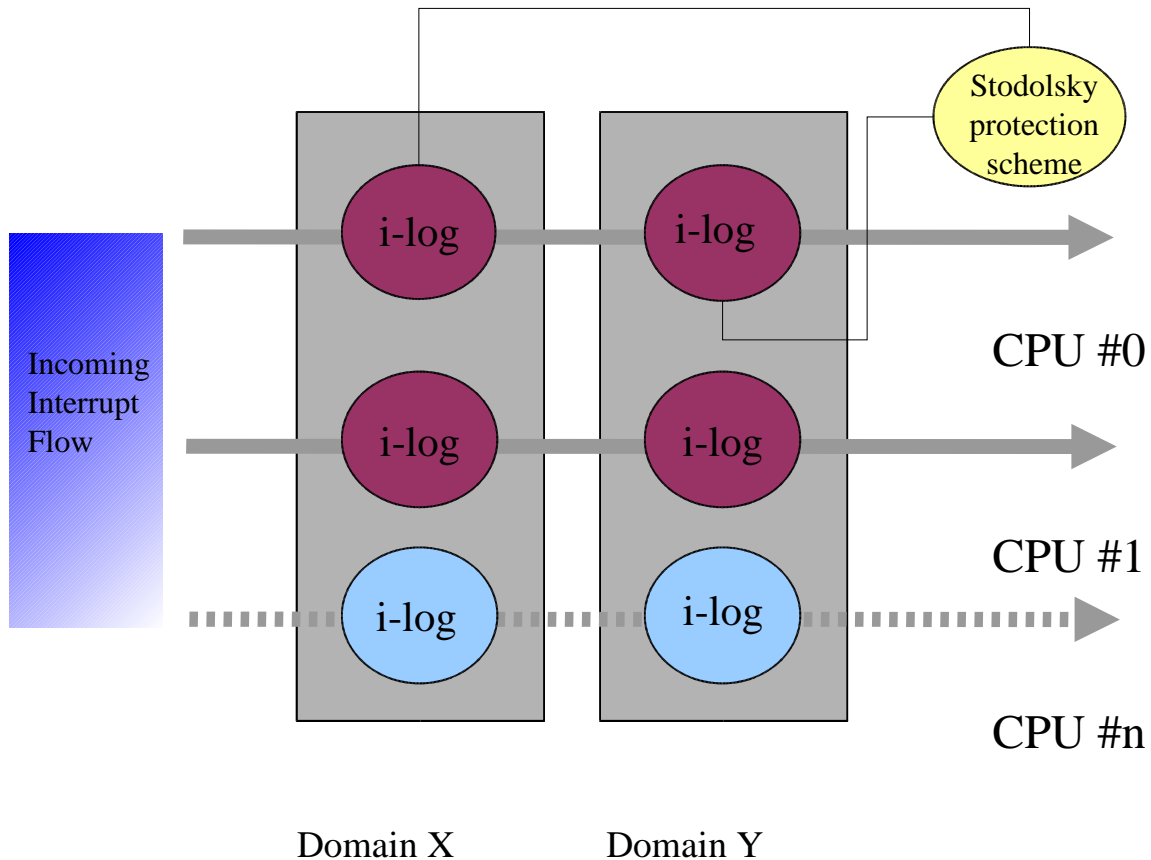 Stodolsky
protection
scheme
i-log
i-log
CPU #0
Incoming
Interrupt
Flow
i-log
i-log
CPU #1
i-log
i-log
CPU #n
Domain X
Domain Y